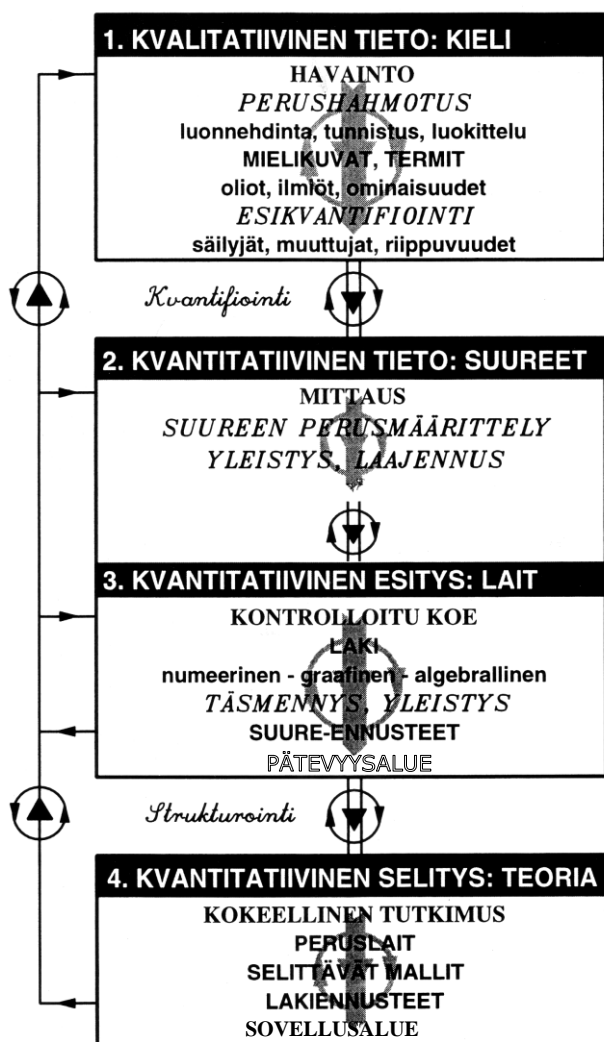 1. KVALITATIIVINEN TIETO: KIELI
HAVAINTO
PERUSHAHMOTUS
luonnehdinta, tunnistus, luokittelu
MIELIKUVAT, TERMIT
oliot, ilmiöt, ominaisuudet
ESIKVANTIFIOINTI
säilyjät, muuttujat, riippuvuudet
Kvantifiointi
2. KVANTITATIIVINEN TIETO: SUUREET
MITTAUS
SUUREEN PERUSMÄÄRITTELY
YLEISTYS, LAAJENNUS
3. KVANTITATIIVINEN ESITYS: LAIT
KONTROLLOITU KOE
LAKI
numeerinen - graafinen - algebrallinen
TÄSMENNYS, YLEISTYS
SUURE-ENNUSTEET
PÄTEVYYSALUE
Strukturointi
4. KVANTITATIIVINEN SELITYS: TEORIA
KOKEELLINEN TUTKIMUS
PERUSLAIT
SELITTÄVÄT MALLIT
LAKIENNUSTEET
SOVELLUSALUE